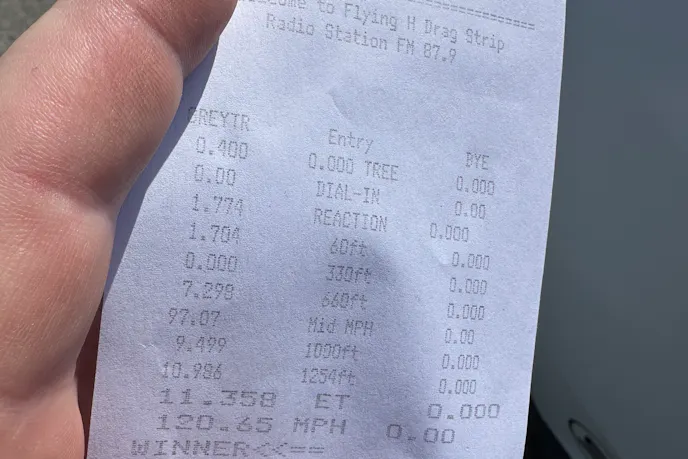 ================
come to Flying H Drag Strip
Radio Station FM 87.9
GREYTR Entry BYE
0.400 0.000 TREE 0.000
0.00 DIAL-IN 0.00
1.774 REACTION 0.000
1.704 60ft 0.000
0.000 330ft 0.000
7.298 660ft 0.000
97.07 Mid MPH 0.00
9.499 1000ft 0.000
10.986 1254ft 0.000
11.358 ET 0.000
120.65 MPH 0.00
WINNER<<==